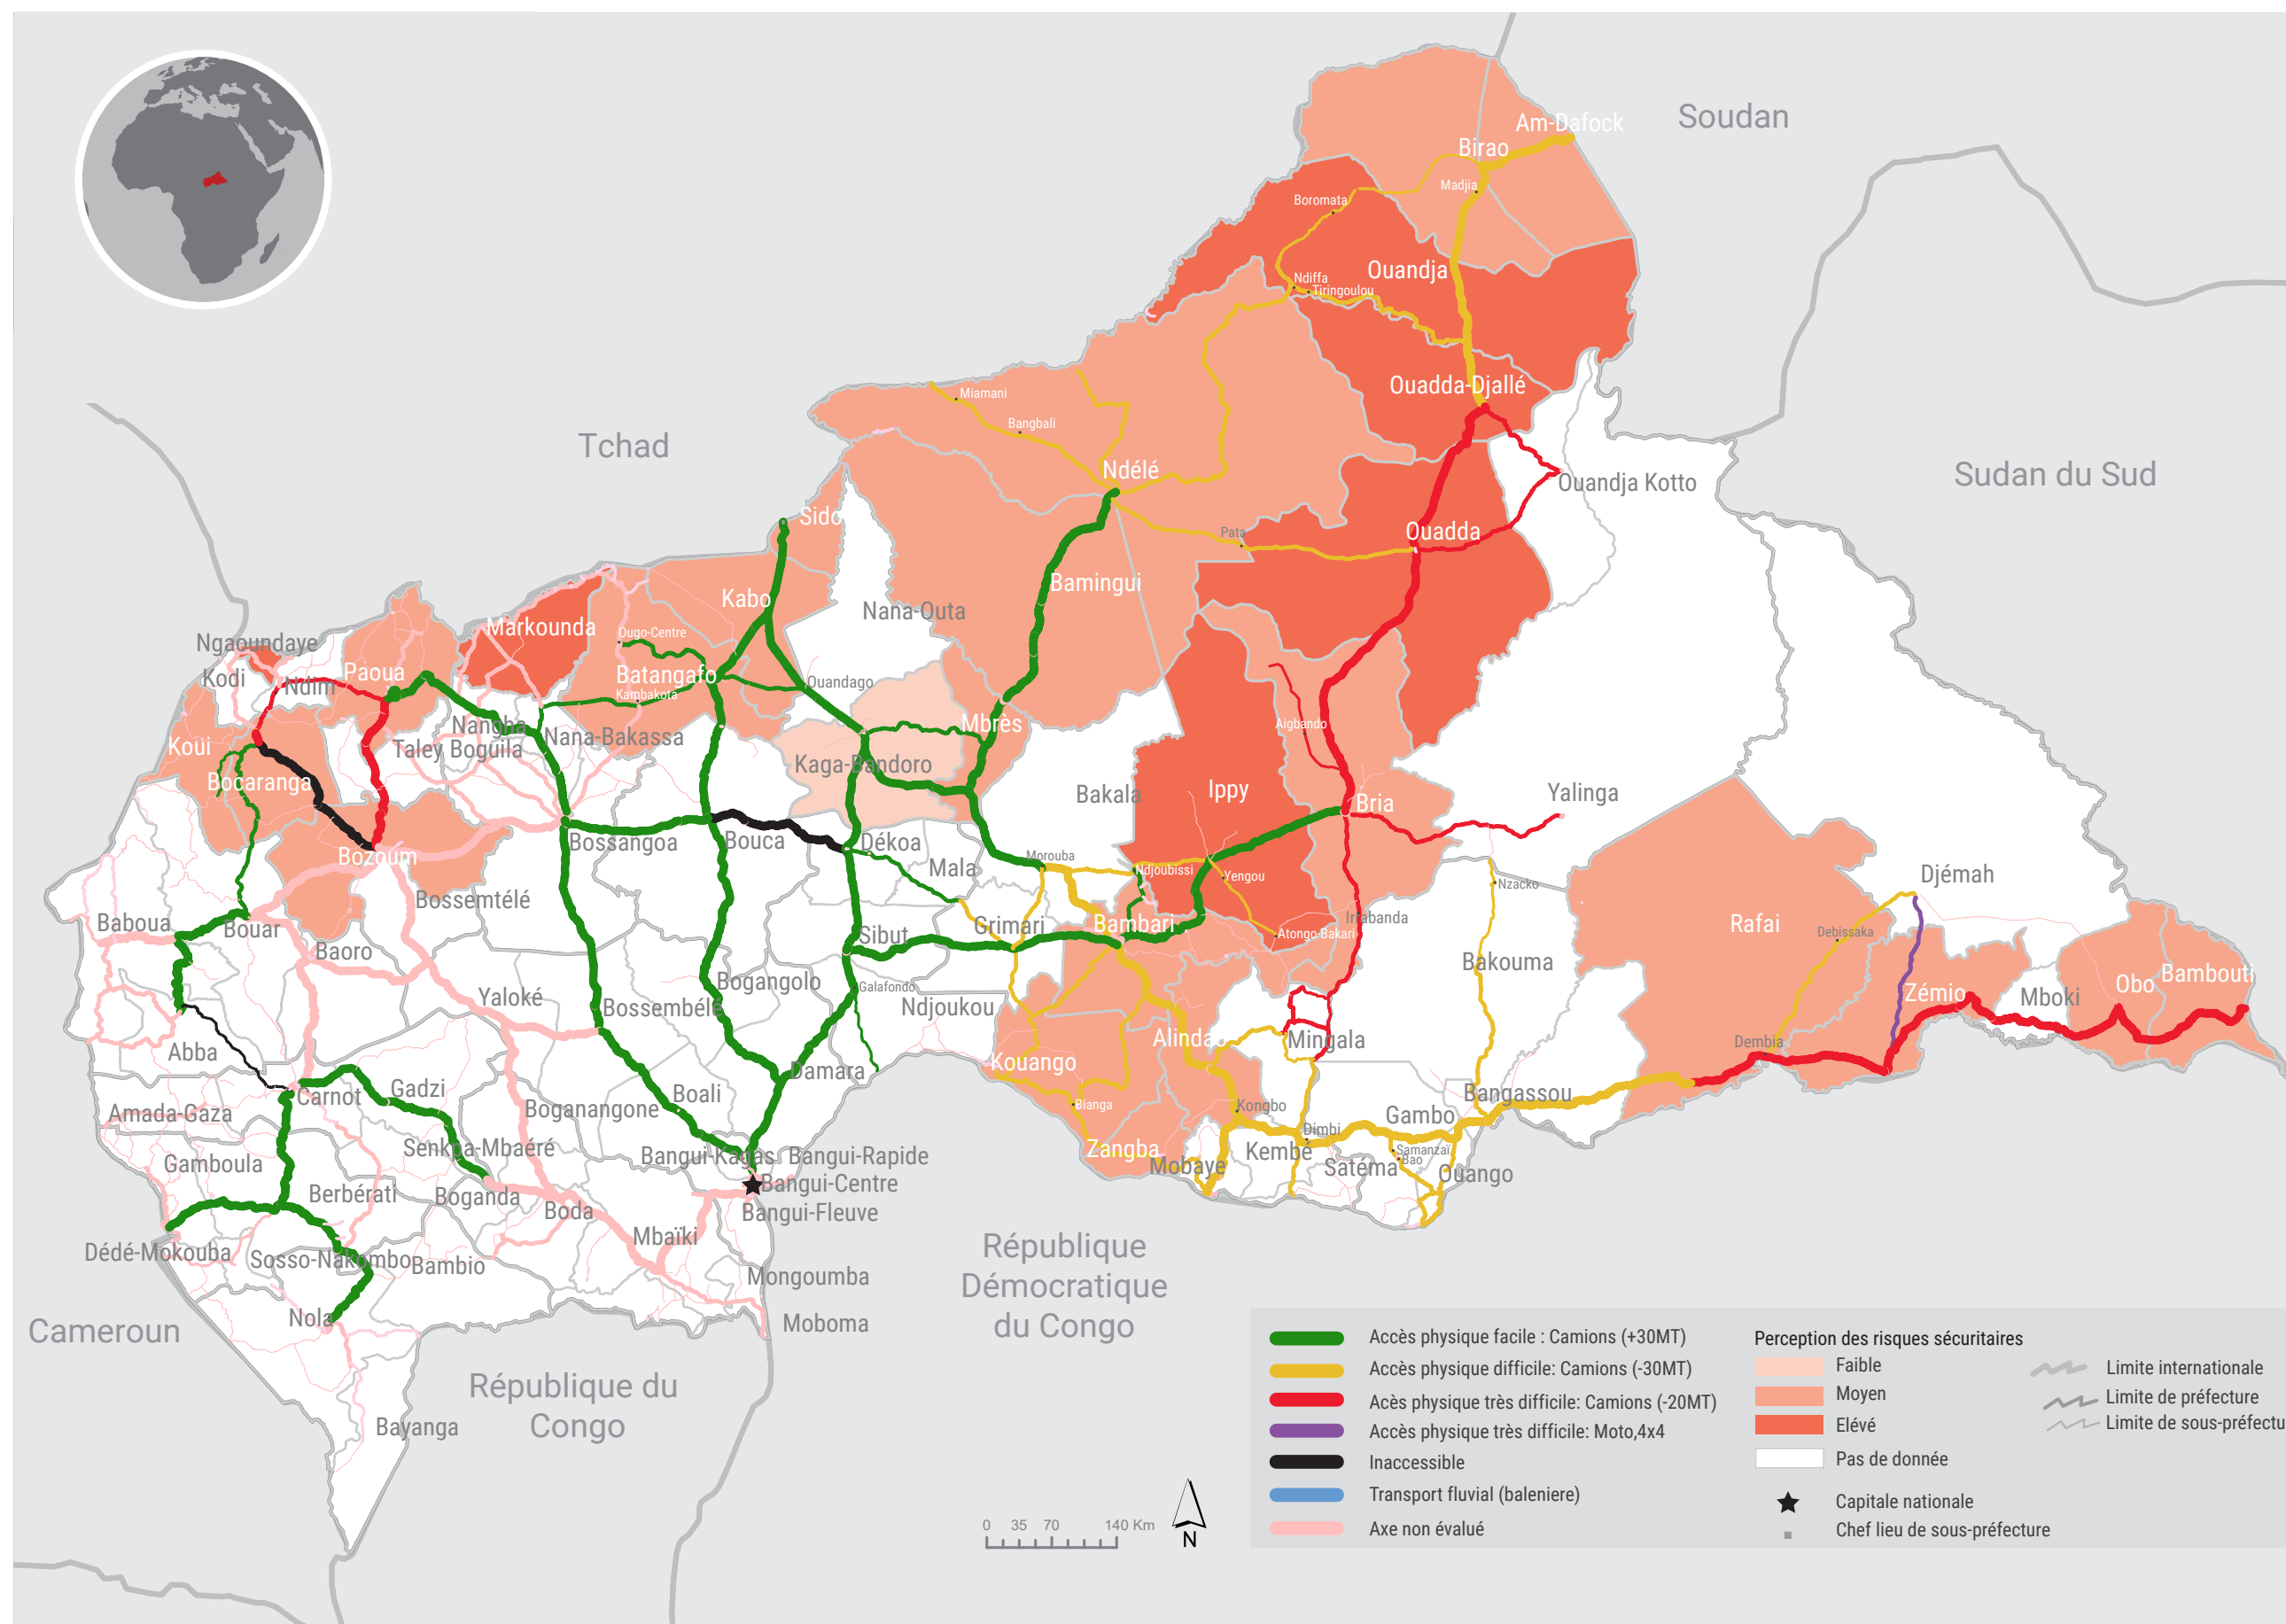 Soudan
Am-Dafock
Birao
Madjia
Boromata
Ouandja
Ndiffa
Tiringoulou
Ouadda-Djallé
Miamani
Bangbali
Tchad
Ndélé
Ouandja Kotto
Sudan du Sud
Sido
Pata
Ouadda
Bamingui
Kabo
Nana-Outa
Markounda
Ougo-Centre
Ngaoundaye
Kodi
Ndim
Paoua
Batangafo
Kambakota
Ouandago
Nangha
Mbrès
Aigbando
Koui
Taley Boguila
Nana-Bakassa
Kaga-Bandoro
Bocaranga
Bakala
Ippy
Bria
Yalinga
Bozoum
Bossangoa
Bouca
Dékoa
Mala
Morouba
Ndjoubissi
Yengou
Nzacko
Djémah
Bossemtélé
Baboua
Bouar
Baoro
Grimari
Bambari
Irrabanda
Atongo-Bakari
Rafai
Debissaka
Sibut
Bakouma
Bogangolo
Galafondo
Yaloké
Bossembélé
Ndjoukou
Zémio
Mboki
Obo
Bambouti
Abba
Alindao
Mingala
Dembia
Kouango
Damara
Carnot
Gadzi
Boali
Bangassou
Amada-Gaza
Boganangone
Bianga
Kongbo
Gambo
Senkpa-Mbaéré
Dimbi
Samanzaï
Bao
Zangba
Kembé
Gamboula
Bangui-Kagas
Bangui-Rapide
Mobaye
Satéma
Ouango
Berbérati
Boganda
Bangui-Centre
Boda
Bangui-Fleuve
Mbaïki
Dédé-Mokouba
Sosso-Nakombo
Bambio
République
Démocratique
du Congo
Mongoumba
Nola
Moboma
Cameroun
République du
Congo
Bayanga
0 35 70 140 Km
N
Accès physique facile : Camions (+30MT)
Accès physique difficile: Camions (-30MT)
Acès physique très difficile: Camions (-20MT)
Accès physique très difficile: Moto,4x4
Inaccessible
Transport fluvial (baleniere)
Axe non évalué
Perception des risques sécuritaires
Faible
Moyen
Elévé
Pas de donnée
Capitale nationale
Chef lieu de sous-préfecture
Limite internationale
Limite de préfecture
Limite de sous-préfectu